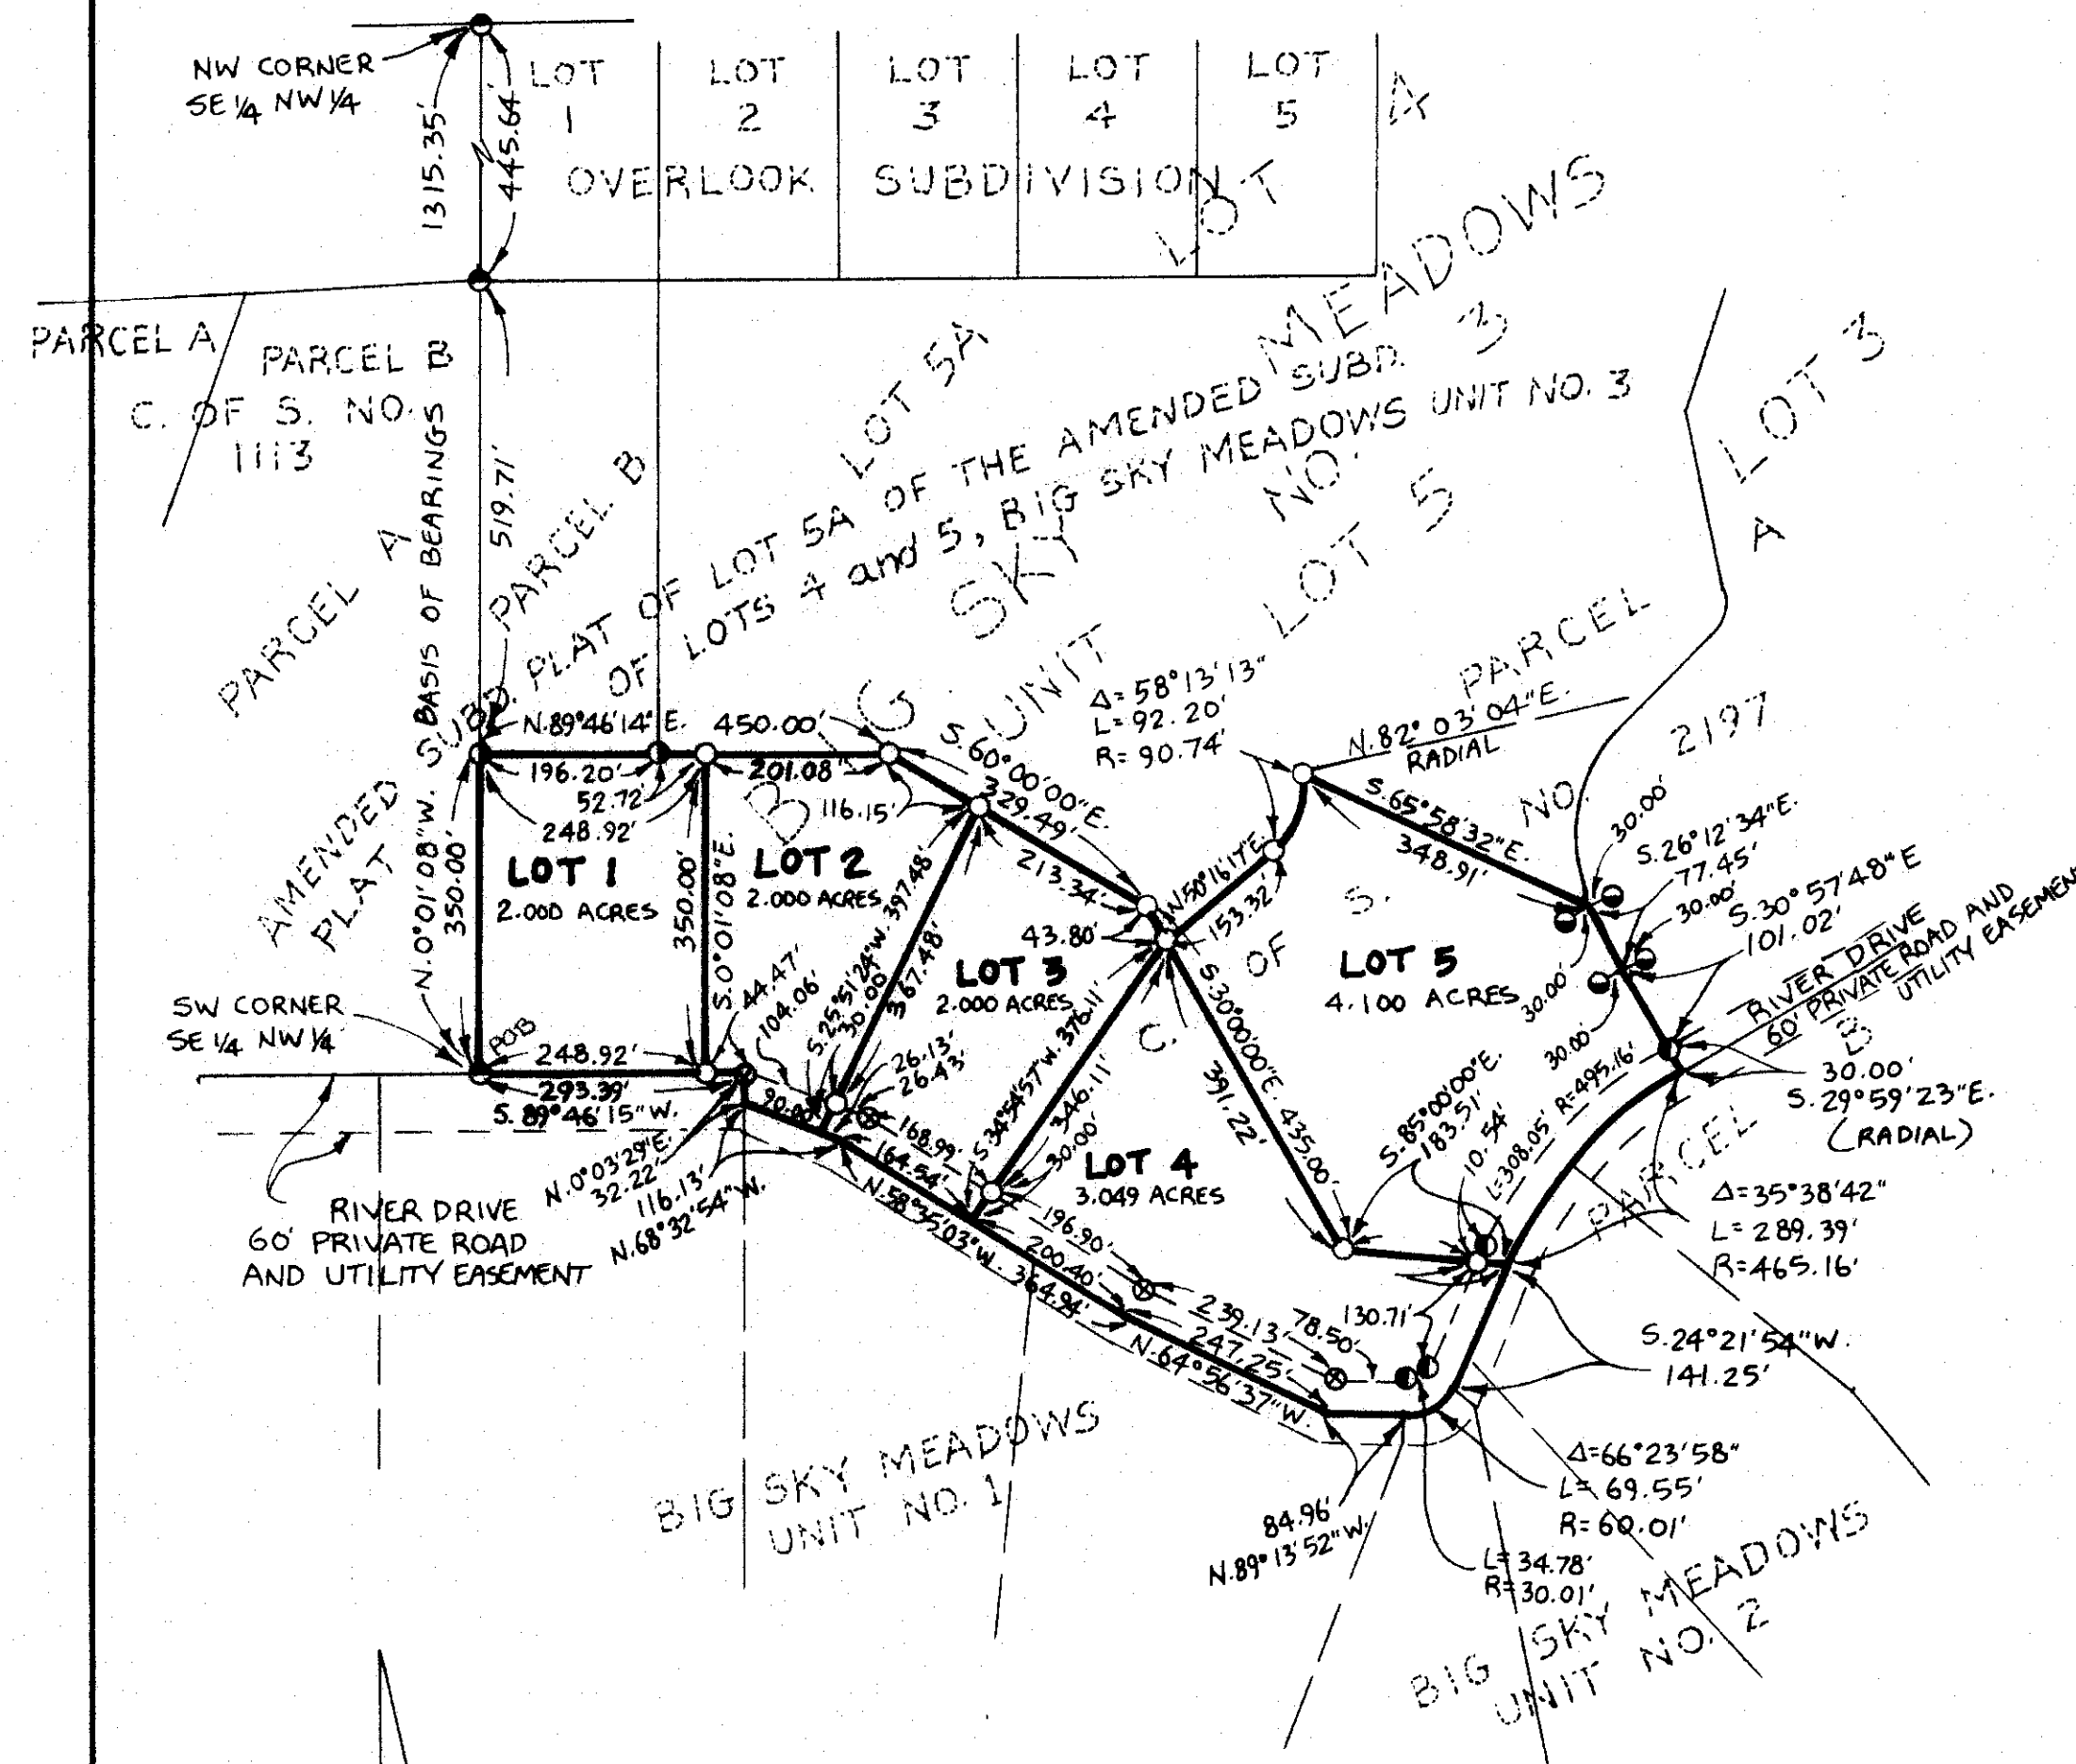 NW CORNER
SE 1/4 NW 1/4
1315.35'
445.64'
LOT
1
LOT
2
LOT
3
LOT
4
LOT
5
OVERLOOK SUBDIVISION
LOT A
PARCEL A
PARCEL B
C. OF S. NO.
1113
519.71'
N.0°01'08"W. BASIS OF BEARINGS
PARCEL A
PARCEL B
AMENDED
PLAT
LOT 5A
SUBD. PLAT OF LOT 5A OF THE AMENDED SUBD.
OF LOTS 4 and 5, BIG SKY MEADOWS UNIT NO. 3
BIG SKY MEADOWS
UNIT NO. 3
LOT 5
LOT 3
PARCEL A
C. OF S. NO. 2197
N.89°46'14"E. 450.00'
196.20'
52.72'
248.92'
201.08'
116.15'
S.60°00'00"E.
329.49'
213.34'
43.80'
Δ=58°13'13"
L=92.20'
R=90.74'
N.82°03'04"E.
RADIAL
N.50°16'17"E.
153.32'
S.65°58'32"E.
348.91'
30.00'
S.26°12'34"E.
77.45'
30.00'
S.30°57'48"E
101.02'
RIVER DRIVE
60' PRIVATE ROAD AND
UTILITY EASEMENT
30.00'
30.00'
30.00'
30.00'
S.29°59'23"E.
(RADIAL)
LOT 1
2.000 ACRES
350.00'
350.00'
S.0°01'08"E.
LOT 2
2.000 ACRES
S.25°51'24"W. 397.48'
367.48'
30.00'
LOT 3
2.000 ACRES
S.34°54'57"W. 376.11'
346.11'
30.00'
LOT 4
3.049 ACRES
S.30°00'00"E. 435.00'
391.22'
LOT 5
4.100 ACRES
S.85°00'00"E.
183.51'
10.54'
L=308.05' R=495.16'
PARCEL B
Δ=35°38'42"
L=289.39'
R=465.16'
SW CORNER
SE 1/4 NW 1/4
POB
248.92'
293.39'
S.89°46'15"W.
44.47'
104.06'
26.13'
26.43'
168.99'
164.54'
N.0°03'29"E.
32.22'
116.13'
N.68°32'54"W.
RIVER DRIVE
60' PRIVATE ROAD
AND UTILITY EASEMENT
N.58°35'03"W. 364.94'
196.90'
200.40'
239.13'
247.25'
N.64°56'37"W.
78.50'
130.71'
S.24°21'54"W.
141.25'
Δ=66°23'58"
L=69.55'
R=60.01'
84.96'
N.89°13'52"W.
L=34.78'
R=30.01'
BIG SKY MEADOWS
UNIT NO. 1
BIG SKY MEADOWS
UNIT NO. 2